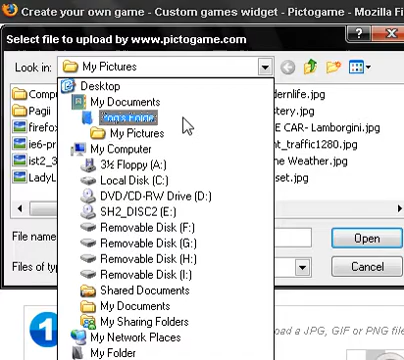 Create your own game - Custom games widget - Pictogame - Mozilla Fi
Select file to upload by www.pictogame.com
Look in: My Pictures
Desktop
My Documents
My Pictures
My Computer
3½ Floppy (A:)
Local Disk (C:)
DVD/CD-RW Drive (D:)
SH2_DISC2 (E:)
Removable Disk (F:)
Removable Disk (G:)
Removable Disk (H:)
Removable Disk (I:)
Shared Documents
My Documents
My Sharing Folders
My Network Places
My Folder
Comp
Pagii
firefox
ie6-pr
ist2_3
LadyL
dernlife.jpg
stery.jpg
E CAR- Lamborgini.jpg
nt_traffic1280.jpg
e Weather.jpg
set.jpg
File name
Open
Files of typ
Cancel
1
ad a JPG, GIF or PNG fil